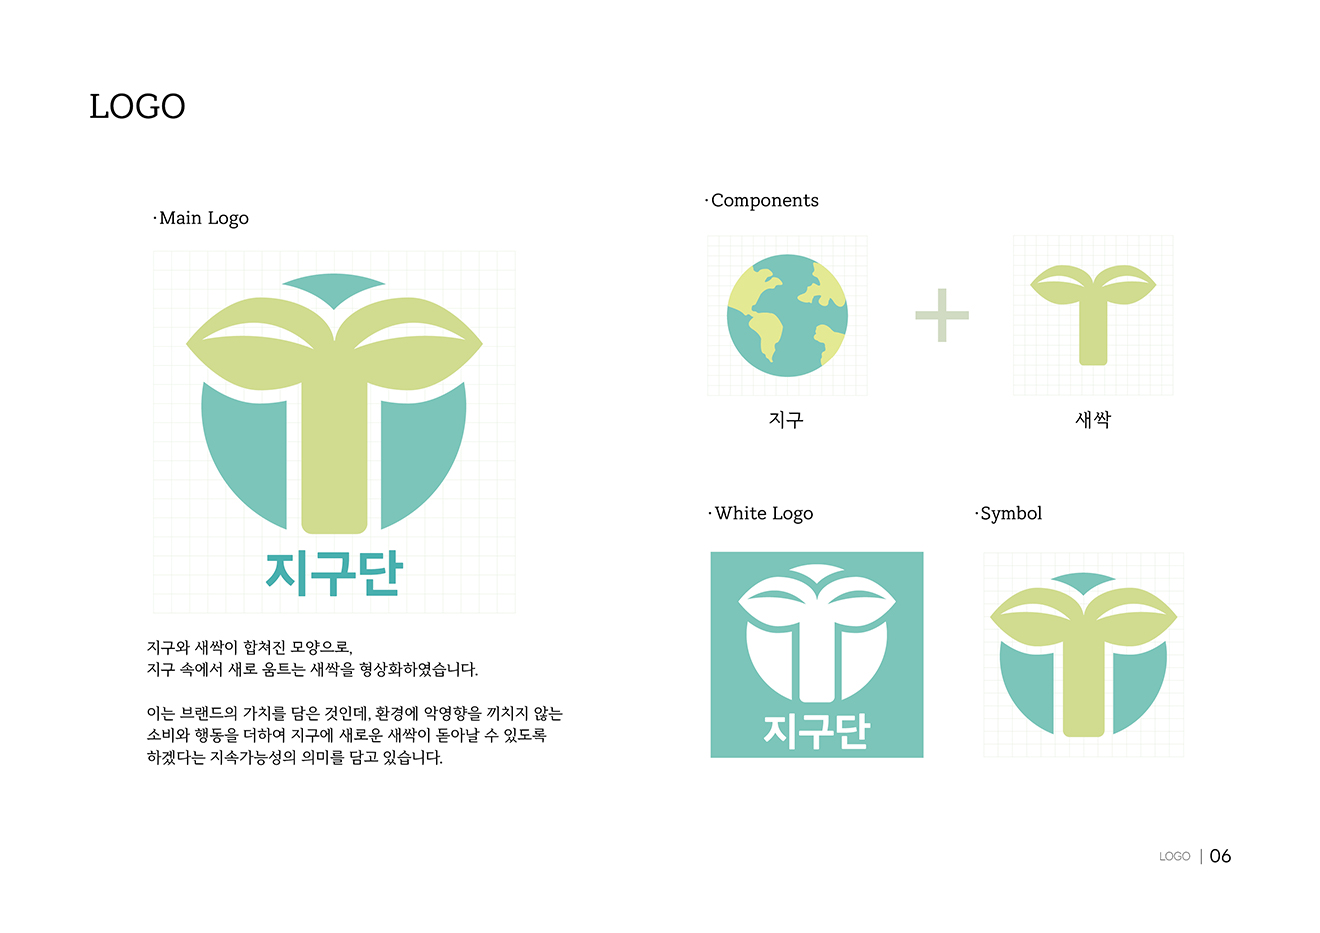 LOGO
·Main Logo
지구단
지구와 새싹이 합쳐진 모양으로,
지구 속에서 새로 움트는 새싹을 형상화하였습니다.
이는 브랜드의 가치를 담은 것인데, 환경에 악영향을 끼치지 않는
소비와 행동을 더하여 지구에 새로운 새싹이 돋아날 수 있도록
하겠다는 지속가능성의 의미를 담고 있습니다.
·Components
지구
새싹
·White Logo
지구단
·Symbol
LOGO | 06